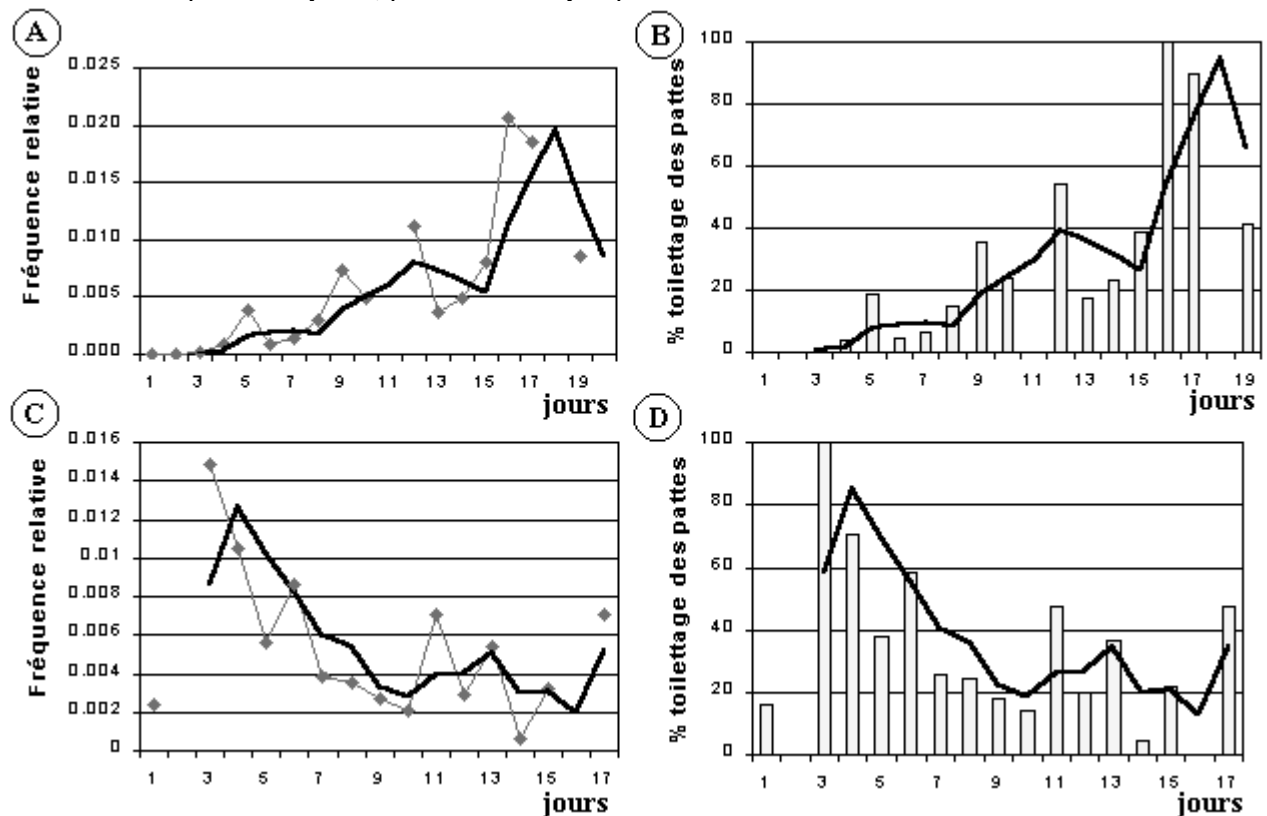 A
Fréquence relative
0.025
0.020
0.015
0.010
0.005
0.000
1 3 5 7 9 11 13 15 17 19
jours
B
% toilettage des pattes
100
80
60
40
20
0
1 3 5 7 9 11 13 15 17 19
jours
C
Fréquence relative
0.016
0.014
0.012
0.01
0.008
0.006
0.004
0.002
0
1 3 5 7 9 11 13 15 17
jours
D
% toilettage des pattes
100
80
60
40
20
0
1 3 5 7 9 11 13 15 17
jours